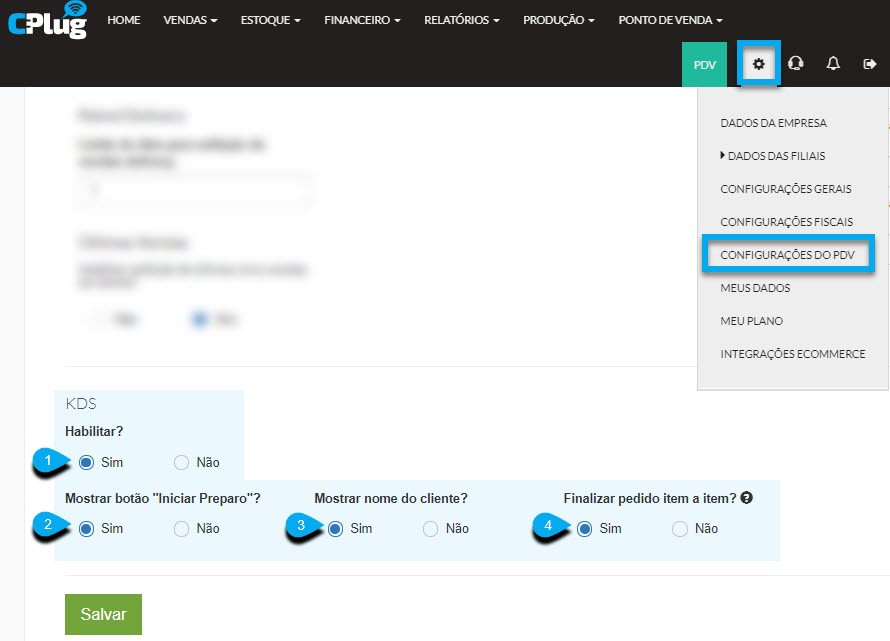 CPlug
HOME
VENDAS
ESTOQUE
FINANCEIRO
RELATÓRIOS
PRODUÇÃO
PONTO DE VENDA
PDV
DADOS DA EMPRESA
DADOS DAS FILIAIS
CONFIGURAÇÕES GERAIS
CONFIGURAÇÕES FISCAIS
CONFIGURAÇÕES DO PDV
MEUS DADOS
MEU PLANO
INTEGRAÇÕES ECOMMERCE
KDS
Habilitar?
1 Sim Não
Mostrar botão "Iniciar Preparo"? Mostrar nome do cliente? Finalizar pedido item a item? ?
2 Sim Não 3 Sim Não 4 Sim Não
Salvar